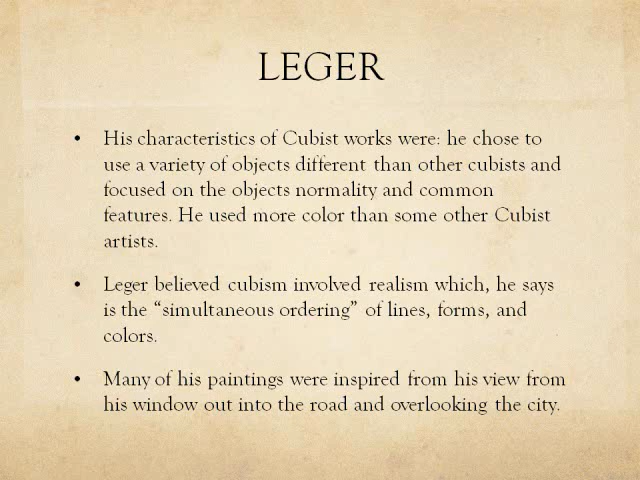 LEGER
• His characteristics of Cubist works were: he chose to
use a variety of objects different than other cubists and
focused on the objects normality and common
features. He used more color than some other Cubist
artists.
• Leger believed cubism involved realism which, he says
is the “simultaneous ordering” of lines, forms, and
colors.
• Many of his paintings were inspired from his view from
his window out into the road and overlooking the city.